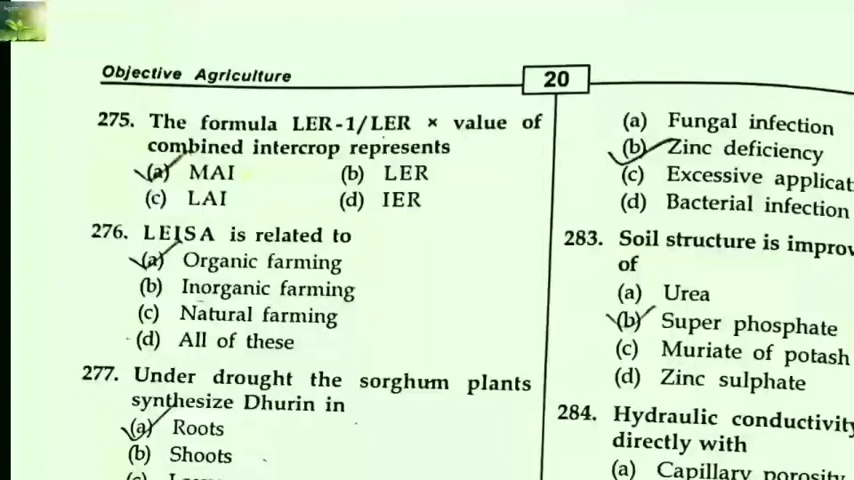 Objective Agriculture
20
275. The formula LER-1/LER × value of
combined intercrop represents
(a) MAI (b) LER
(c) LAI (d) IER
276. LEISA is related to
(a) Organic farming
(b) Inorganic farming
(c) Natural farming
(d) All of these
277. Under drought the sorghum plants
synthesize Dhurin in
(a) Roots
(b) Shoots
(a) Fungal infection
(b) Zinc deficiency
(c) Excessive applicat
(d) Bacterial infection
283. Soil structure is improv
of
(a) Urea
(b) Super phosphate
(c) Muriate of potash
(d) Zinc sulphate
284. Hydraulic conductivity
directly with
(a) Capillary porosity